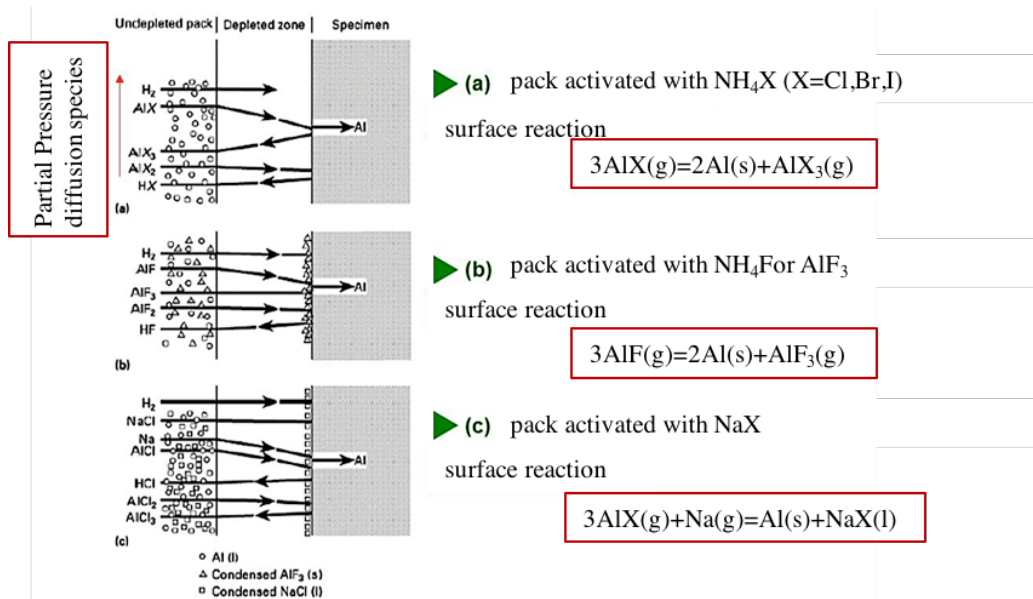 Undepleted pack | Depleted zone | Specimen
Partial Pressure
diffusion species
H₂
AlX
AlX₃
AlX₂
HX
Al
(a)
(a) pack activated with NH₄X (X=Cl,Br,I)
surface reaction
3AlX(g)=2Al(s)+AlX₃(g)
H₂
AlF
AlF₃
AlF₂
HF
Al
(b)
(b) pack activated with NH₄For AlF₃
surface reaction
3AlF(g)=2Al(s)+AlF₃(g)
H₂
NaCl
Na
AlCl
HCl
AlCl₂
AlCl₃
Al
(c)
(c) pack activated with NaX
surface reaction
3AlX(g)+Na(g)=Al(s)+NaX(l)
Al (l)
Condensed AlF₃ (s)
Condensed NaCl (l)